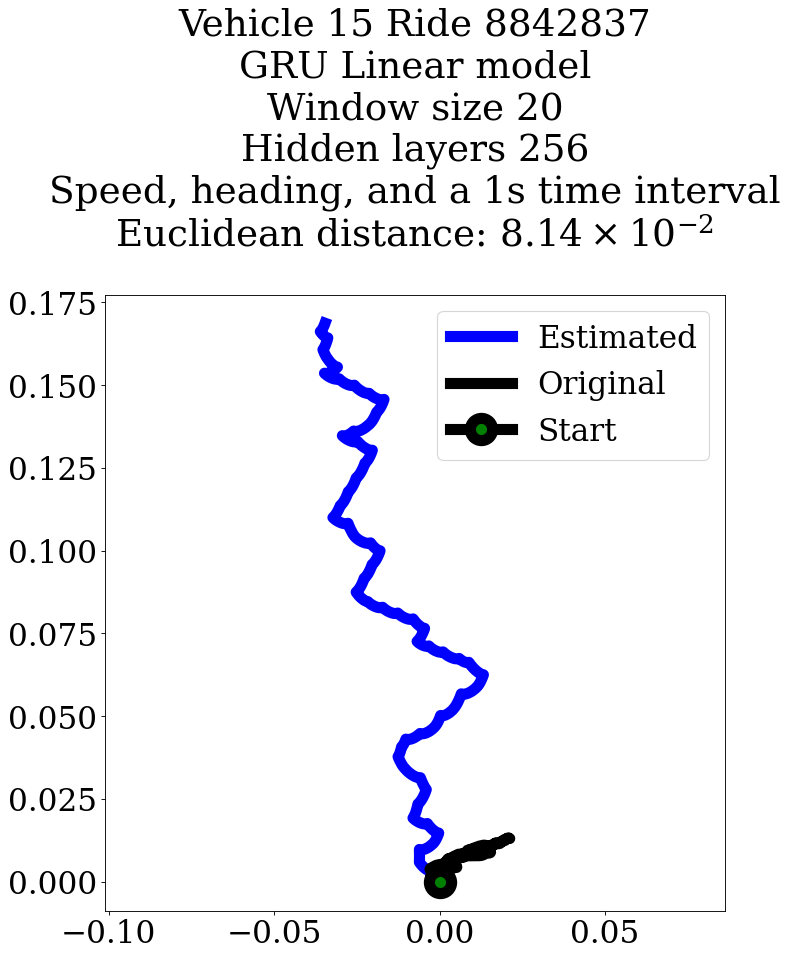 Vehicle 15 Ride 8842837
GRU Linear model
Window size 20
Hidden layers 256
Speed, heading, and a 1s time interval
Euclidean distance: 8.14 × 10⁻²
0.175
0.150
0.125
0.100
0.075
0.050
0.025
0.000
Estimated
Original
Start
−0.10
−0.05
0.00
0.05